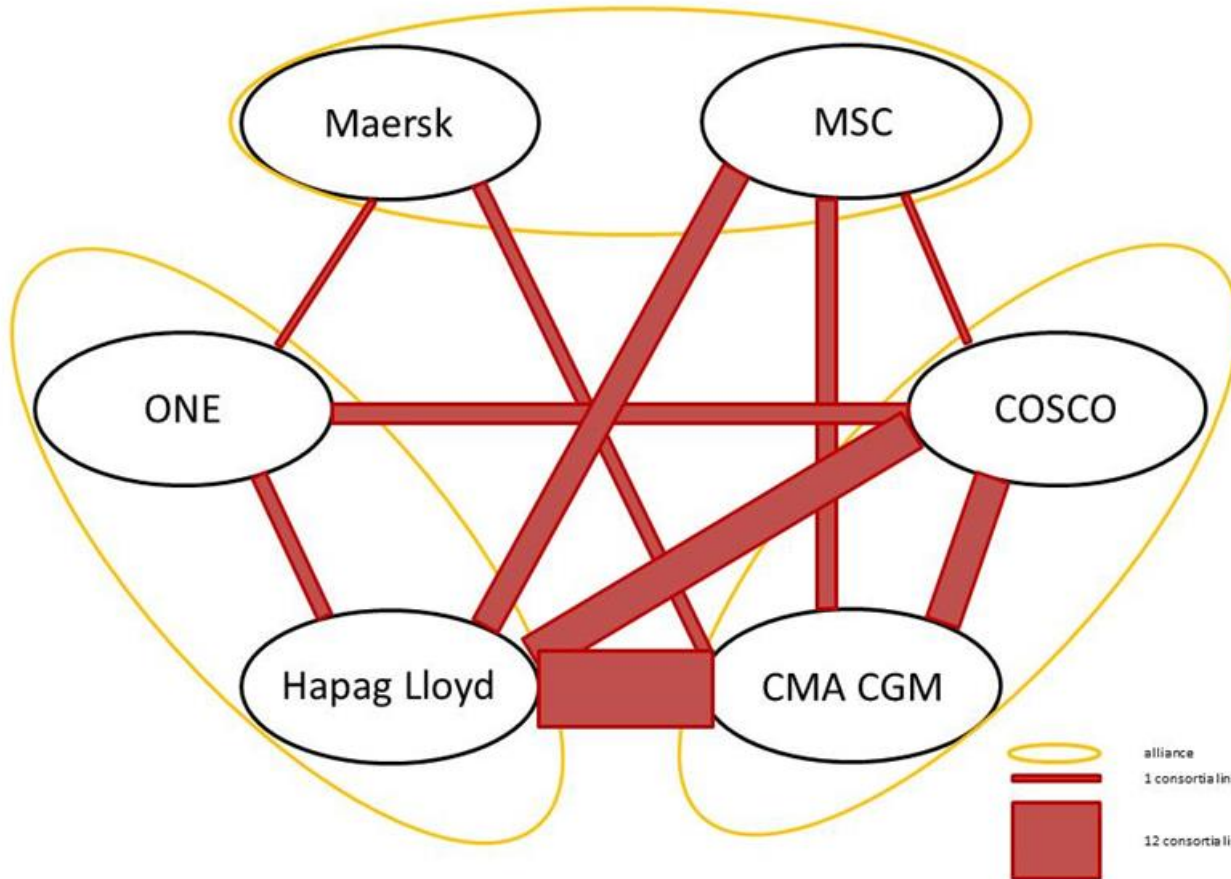 Maersk
MSC
ONE
COSCO
Hapag Lloyd
CMA CGM
alliance
1 consortia lin
12 consortia li